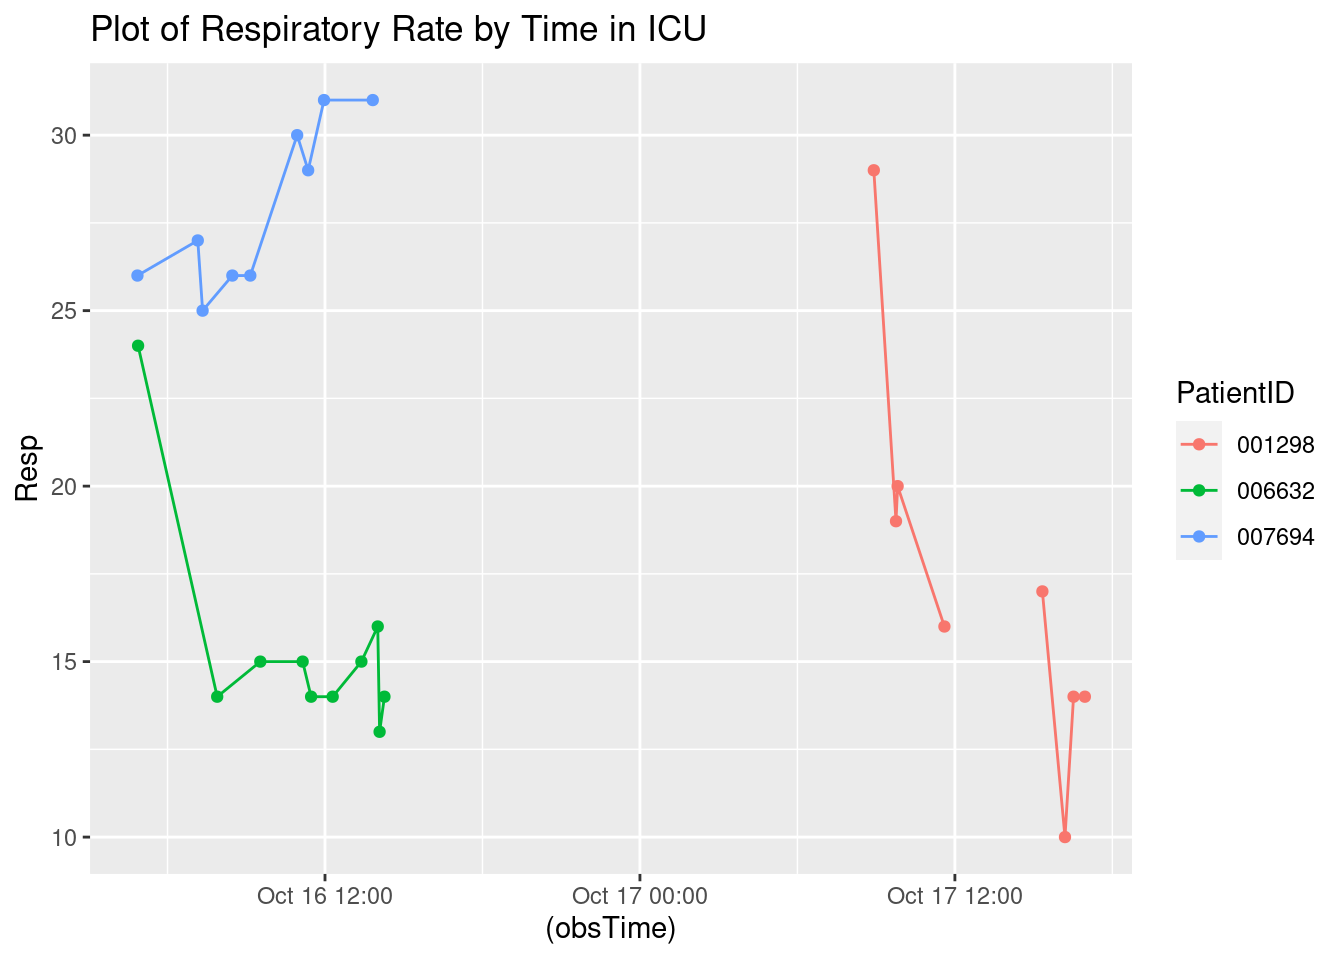 Plot of Respiratory Rate by Time in ICU
30
25
20
15
10
Resp
Oct 16 12:00
Oct 17 00:00
Oct 17 12:00
(obsTime)
PatientID
001298
006632
007694